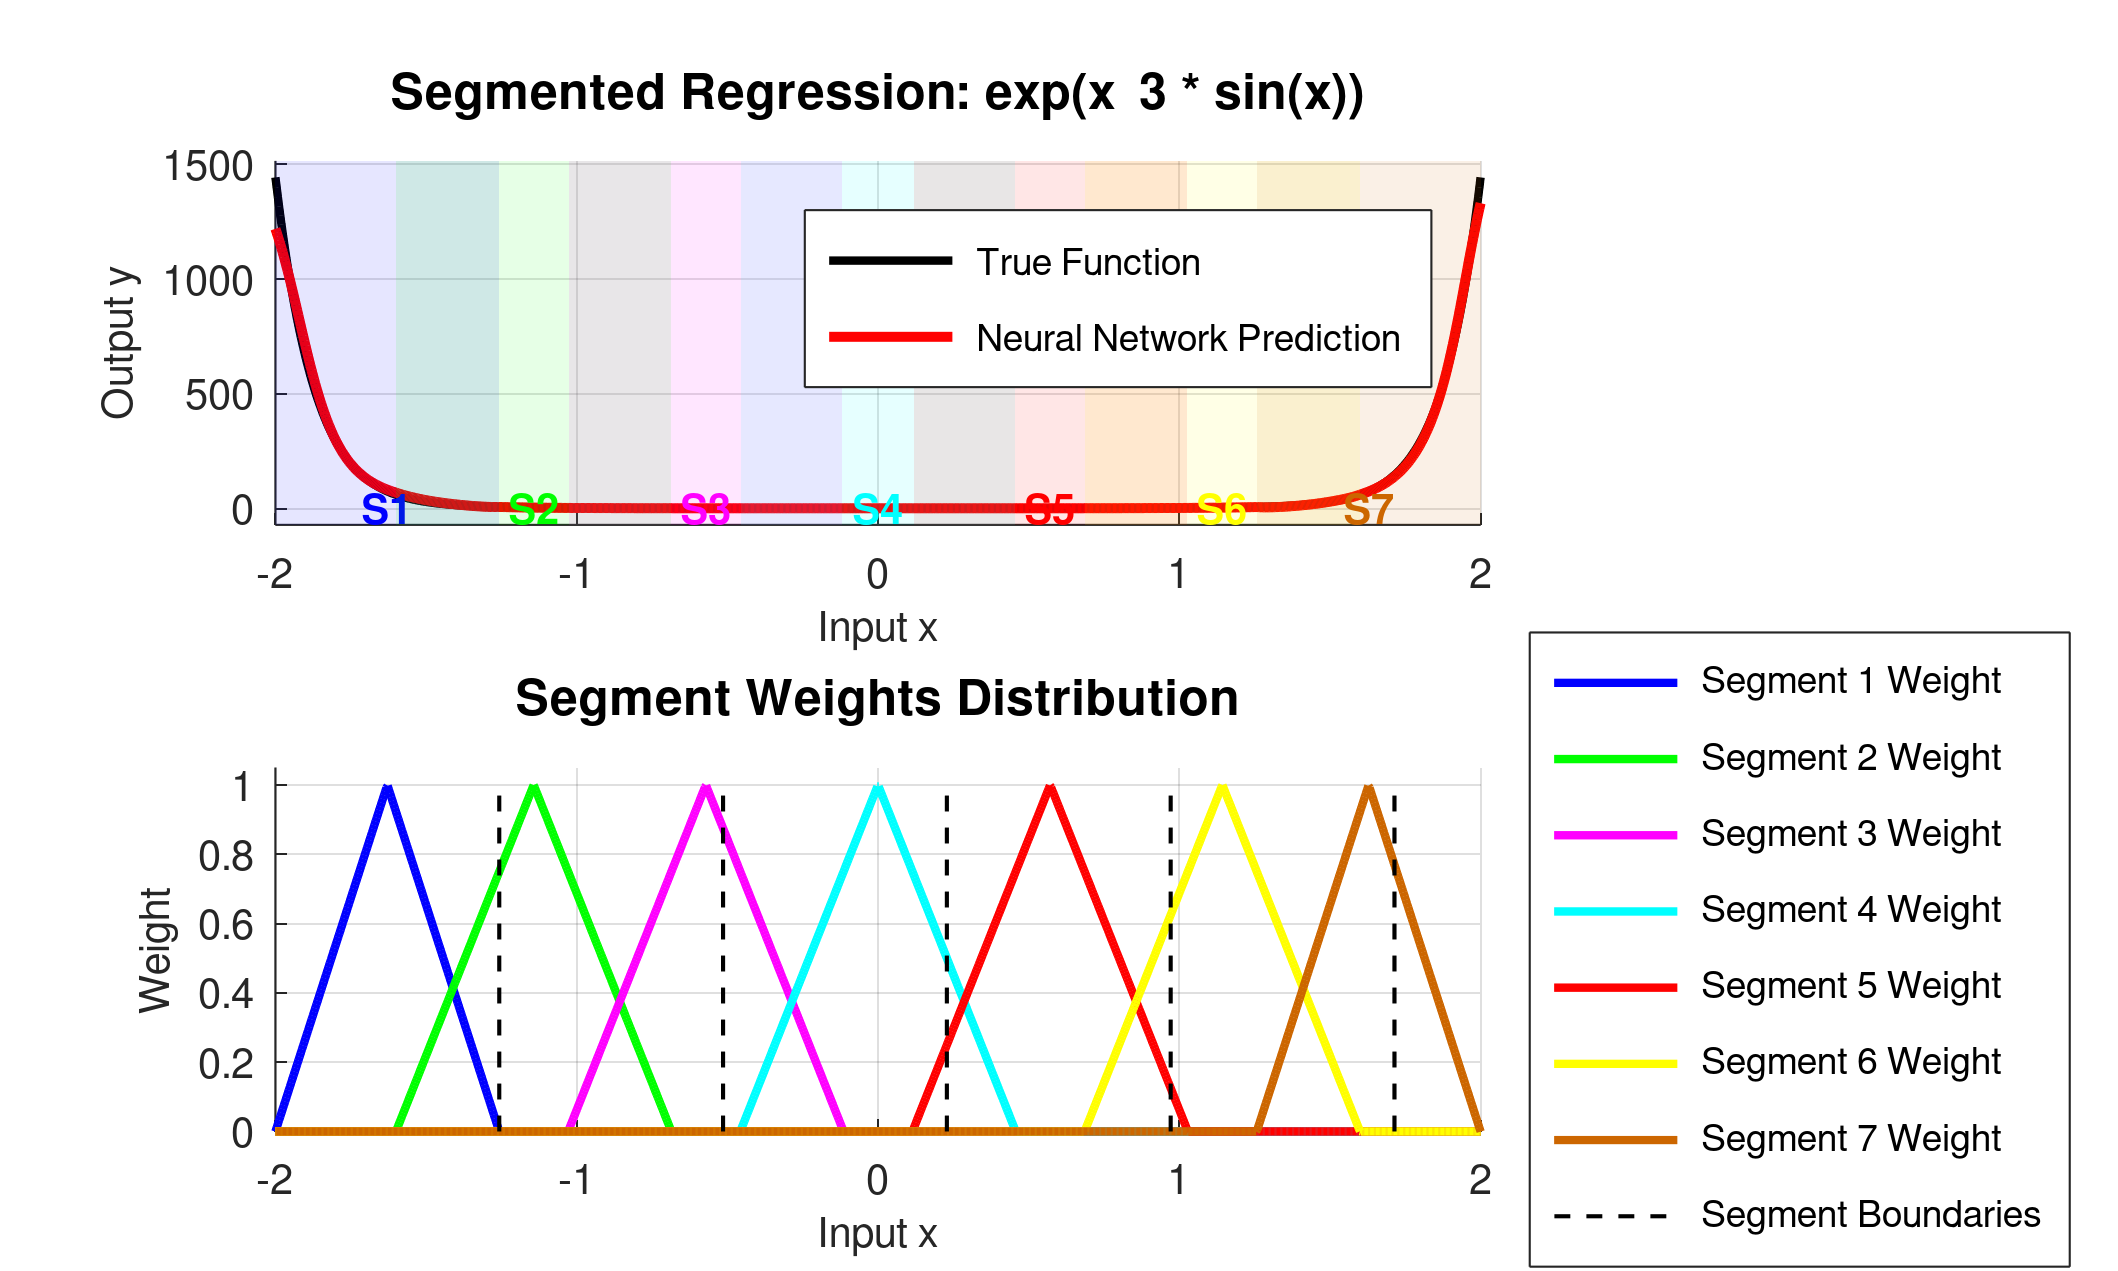 Segmented Regression: exp(x 3 * sin(x))
1500
1000
500
0
Output y
True Function
Neural Network Prediction
S1 S2 S3 S4 S5 S6 S7
-2 -1 0 1 2
Input x
Segment Weights Distribution
1
0.8
0.6
0.4
0.2
0
Weight
-2 -1 0 1 2
Input x
Segment 1 Weight
Segment 2 Weight
Segment 3 Weight
Segment 4 Weight
Segment 5 Weight
Segment 6 Weight
Segment 7 Weight
Segment Boundaries